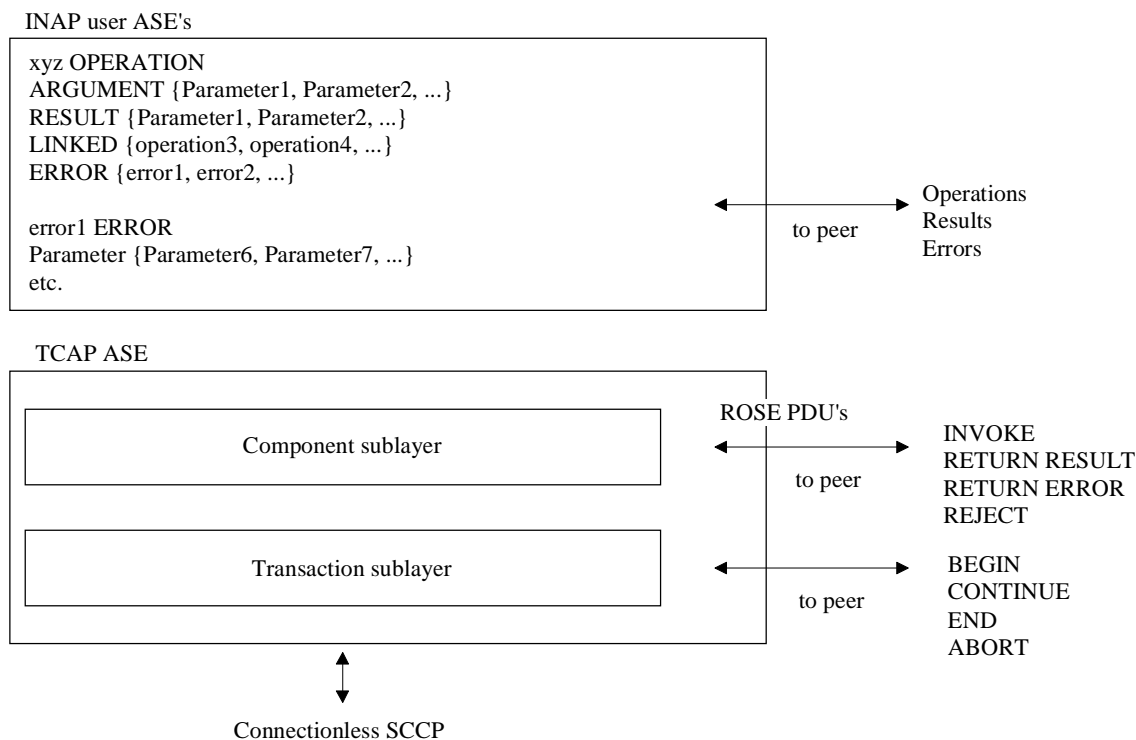 INAP user ASE's
xyz OPERATION
ARGUMENT {Parameter1, Parameter2, ...}
RESULT {Parameter1, Parameter2, ...}
LINKED {operation3, operation4, ...}
ERROR {error1, error2, ...}
error1 ERROR
Parameter {Parameter6, Parameter7, ...}
etc.
to peer
Operations
Results
Errors
TCAP ASE
Component sublayer
ROSE PDU's
to peer
INVOKE
RETURN RESULT
RETURN ERROR
REJECT
Transaction sublayer
to peer
BEGIN
CONTINUE
END
ABORT
Connectionless SCCP